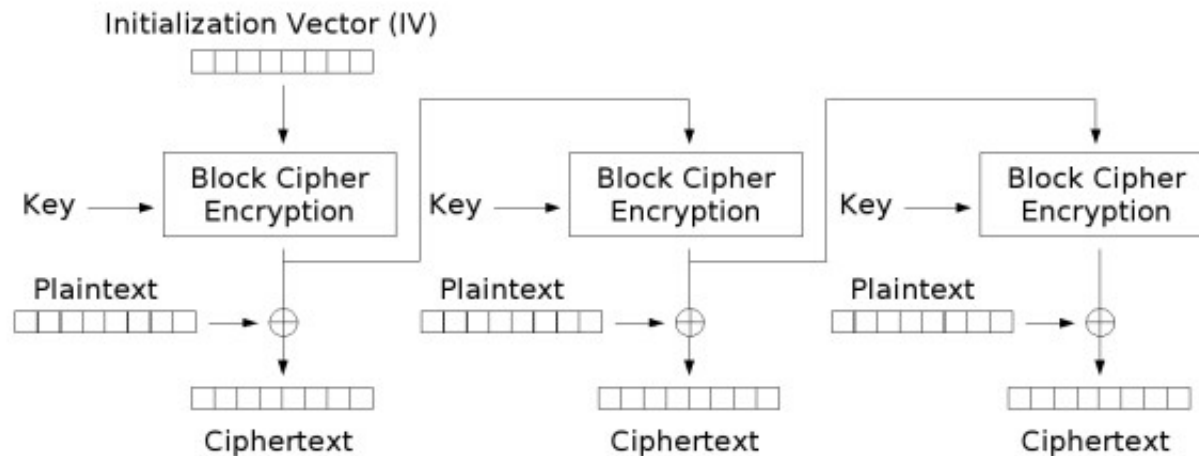 Initialization Vector (IV)
Key
Block Cipher
Encryption
Key
Block Cipher
Encryption
Key
Block Cipher
Encryption
Plaintext
Plaintext
Plaintext
Ciphertext
Ciphertext
Ciphertext